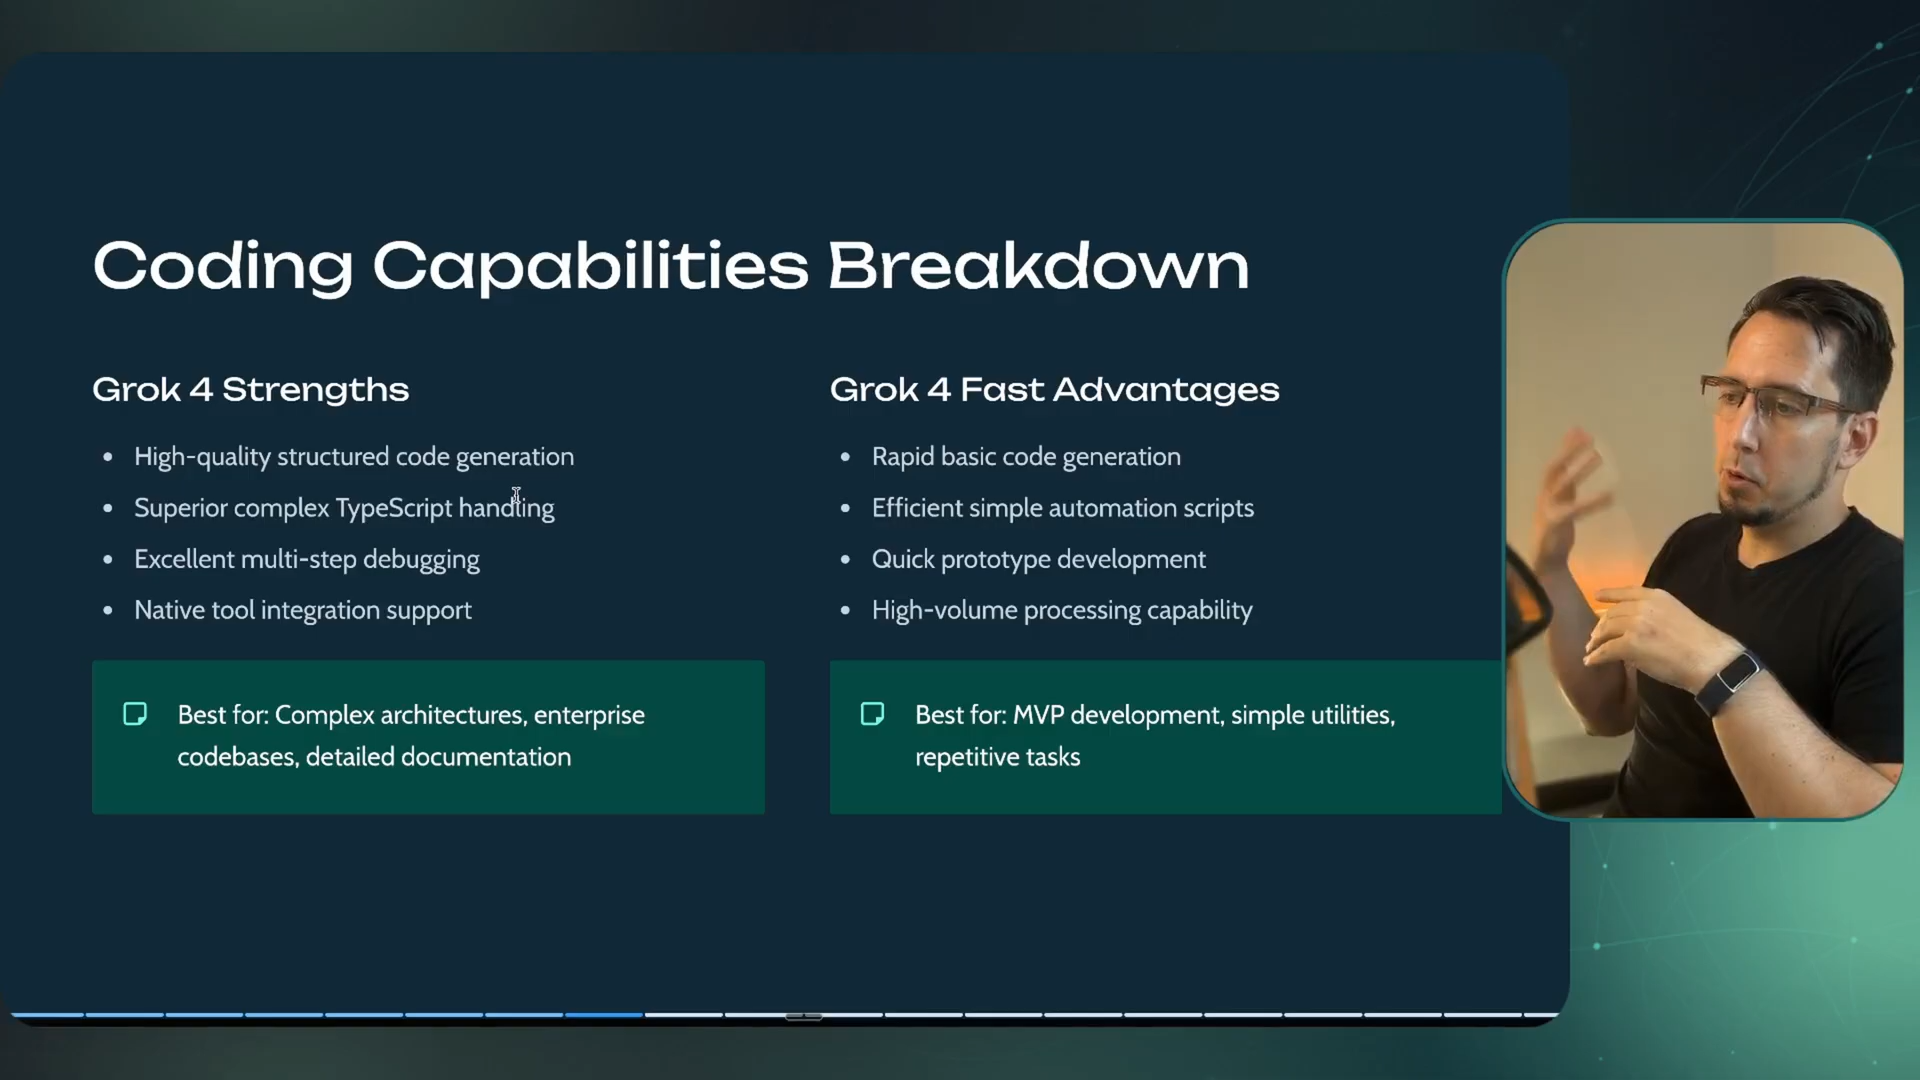 Coding Capabilities Breakdown
Grok 4 Strengths
High-quality structured code generation
Superior complex TypeScript handling
Excellent multi-step debugging
Native tool integration support
Best for: Complex architectures, enterprise
codebases, detailed documentation
Grok 4 Fast Advantages
Rapid basic code generation
Efficient simple automation scripts
Quick prototype development
High-volume processing capability
Best for: MVP development, simple utilities,
repetitive tasks